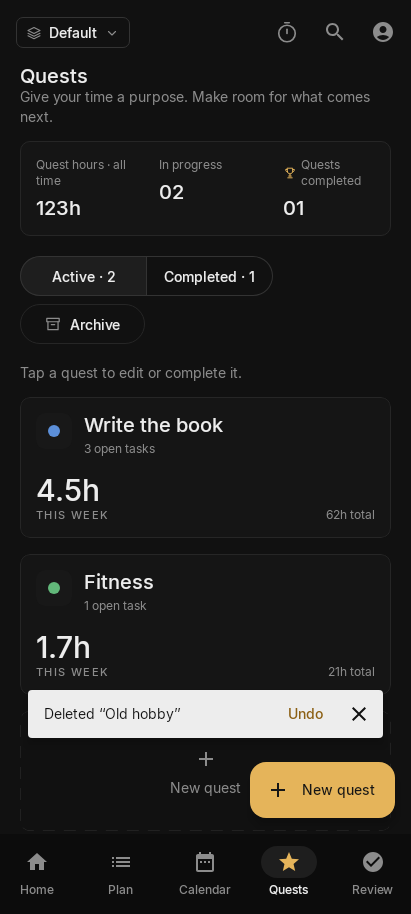 Default
Quests
Give your time a purpose. Make room for what comes
next.
Quest hours · all
time
123h
In progress
02
Quests
completed
01
Active · 2
Completed · 1
Archive
Tap a quest to edit or complete it.
Write the book
3 open tasks
4.5h
THIS WEEK
62h total
Fitness
1 open task
1.7h
THIS WEEK
21h total
Deleted “Old hobby”
Undo
New quest
New quest
Home
Plan
Calendar
Quests
Review